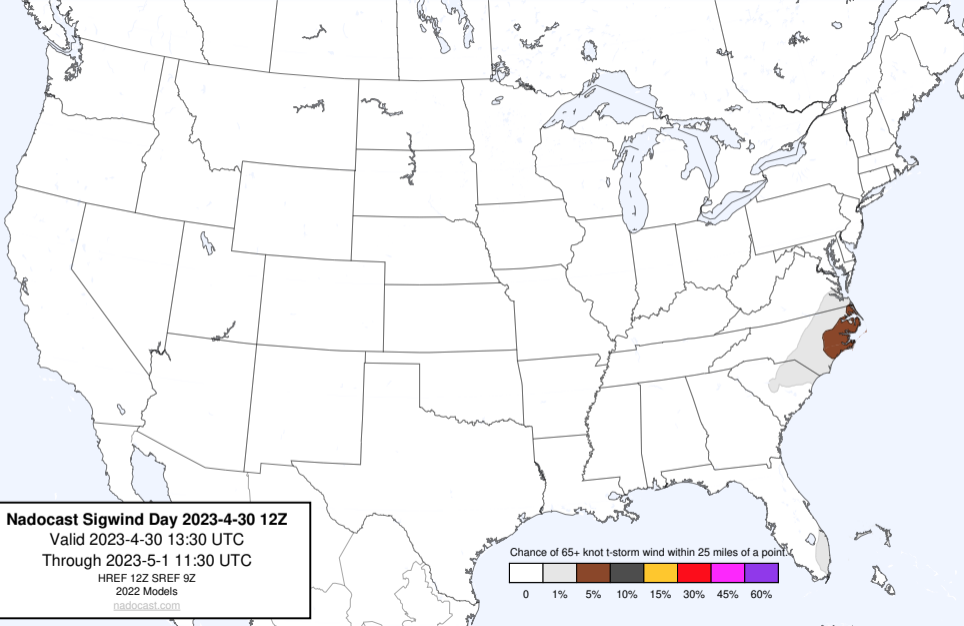 Nadocast Sigwind Day 2023-4-30 12Z
Valid 2023-4-30 13:30 UTC
Through 2023-5-1 11:30 UTC
HREF 12Z SREF 9Z
2022 Models
nadocast.com
Chance of 65+ knot t-storm wind within 25 miles of a point.
0 1% 5% 10% 15% 30% 45% 60%